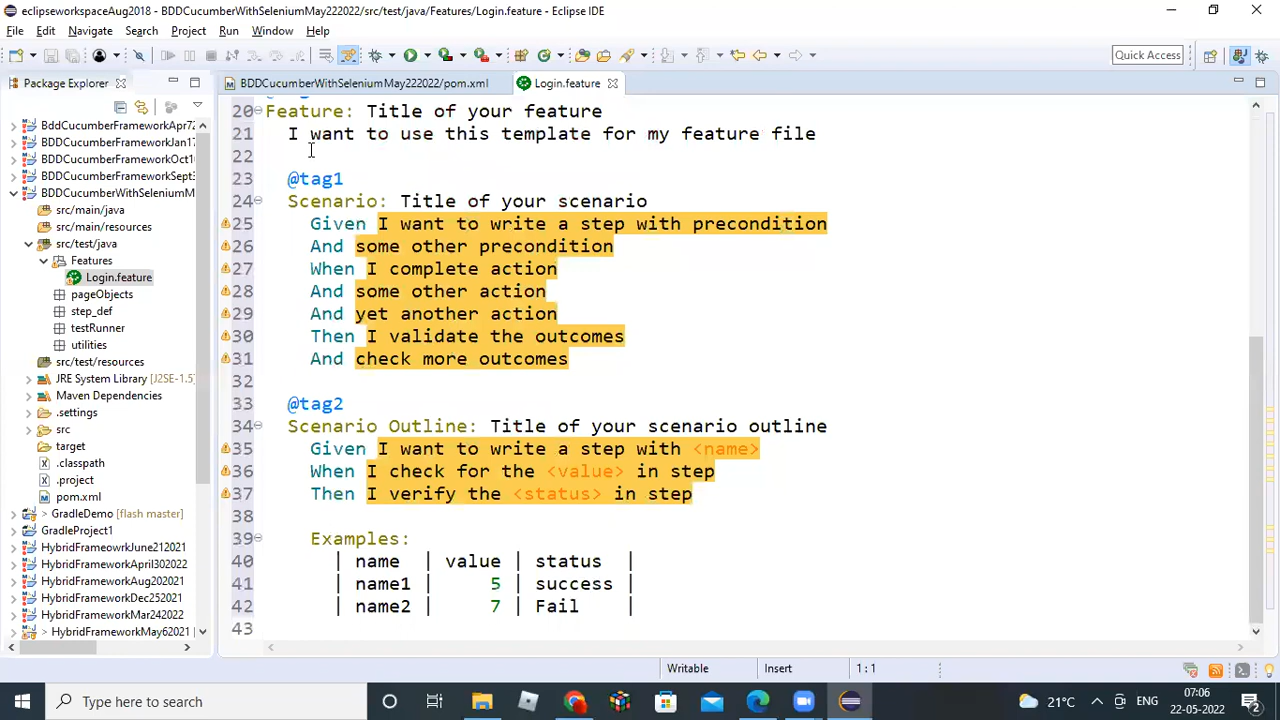 eclipseworkspaceAug2018 - BDDCucumberWithSeleniumMay222022/src/test/java/Features/Login.feature - Eclipse IDE
File Edit Navigate Search Project Run Window Help
Quick Access
Package Explorer
BDDCucumberWithSeleniumMay222022/pom.xml
Login.feature
BddCucumberFrameworkApr72
BDDCucumberFrameworkJan17
BDDCucumberFrameworkOct1
BDDCucumberFrameworkSept
BDDCucumberWithSeleniumM
src/main/java
src/main/resources
src/test/java
Features
Login.feature
pageObjects
step_def
testRunner
utilities
src/test/resources
JRE System Library [J2SE-1.5]
Maven Dependencies
.settings
src
target
.classpath
.project
pom.xml
> GradleDemo [flash master]
GradleProject1
HybridFrameowrkJune212021
HybridFrameworkApril302022
HybridFrameworkAug202021
HybridFrameworkDec252021
HybridFrameworkMar242022
> HybridFrameworkMay62021
20 Feature: Title of your feature
21 I want to use this template for my feature file
22
23 @tag1
24 Scenario: Title of your scenario
25 Given I want to write a step with precondition
26 And some other precondition
27 When I complete action
28 And some other action
29 And yet another action
30 Then I validate the outcomes
31 And check more outcomes
32
33 @tag2
34 Scenario Outline: Title of your scenario outline
35 Given I want to write a step with <name>
36 When I check for the <value> in step
37 Then I verify the <status> in step
38
39 Examples:
40 | name | value | status |
41 | name1 | 5 | success |
42 | name2 | 7 | Fail |
43
Writable Insert 1 : 1
Type here to search
21°C ENG
07:06
22-05-2022
2